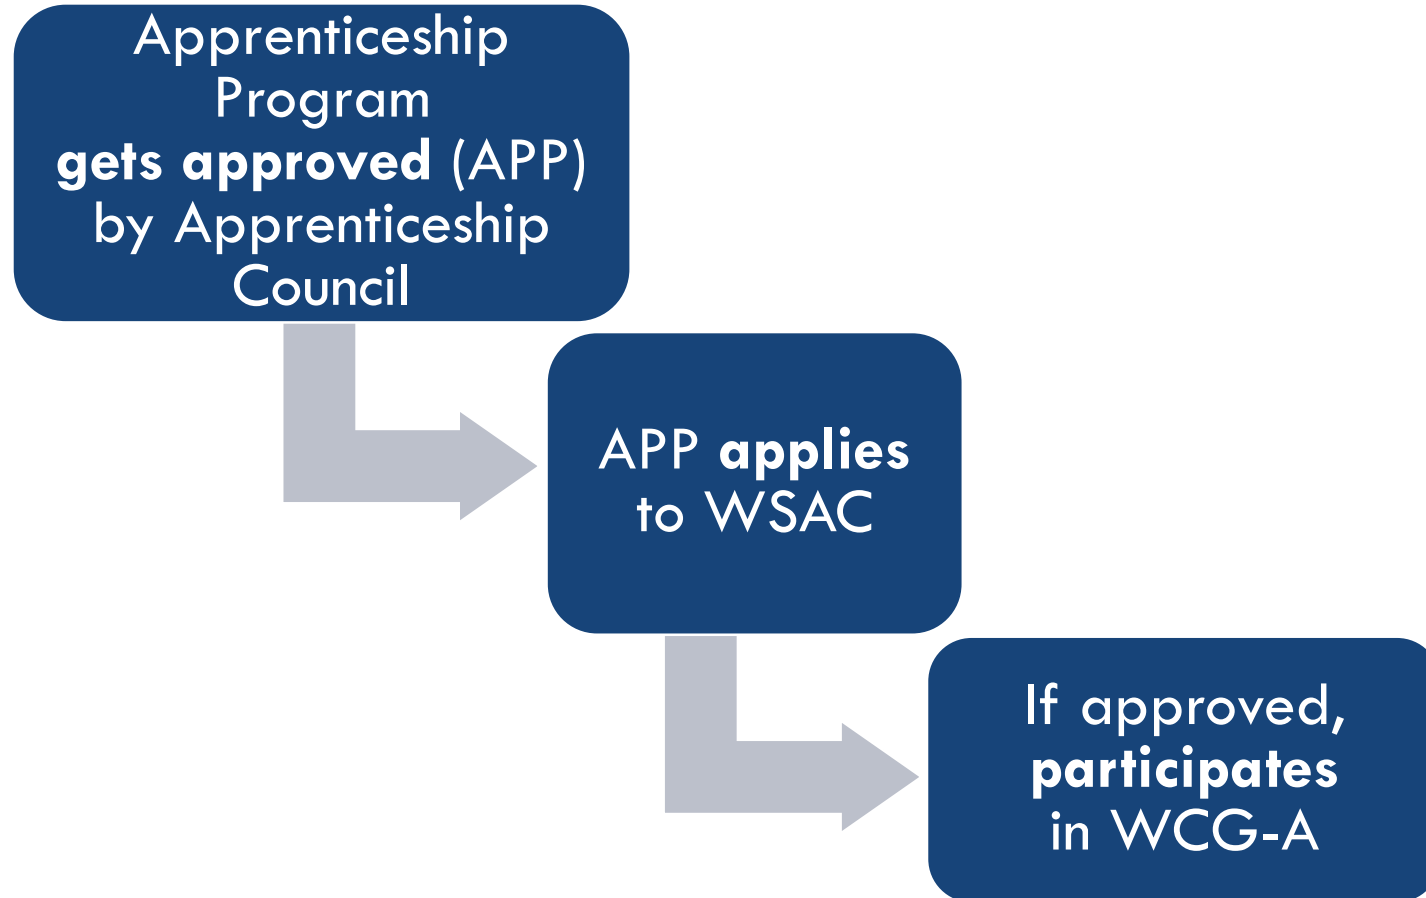 Apprenticeship
Program
gets approved (APP)
by Apprenticeship
Council
APP applies
to WSAC
If approved,
participates
in WCG-A